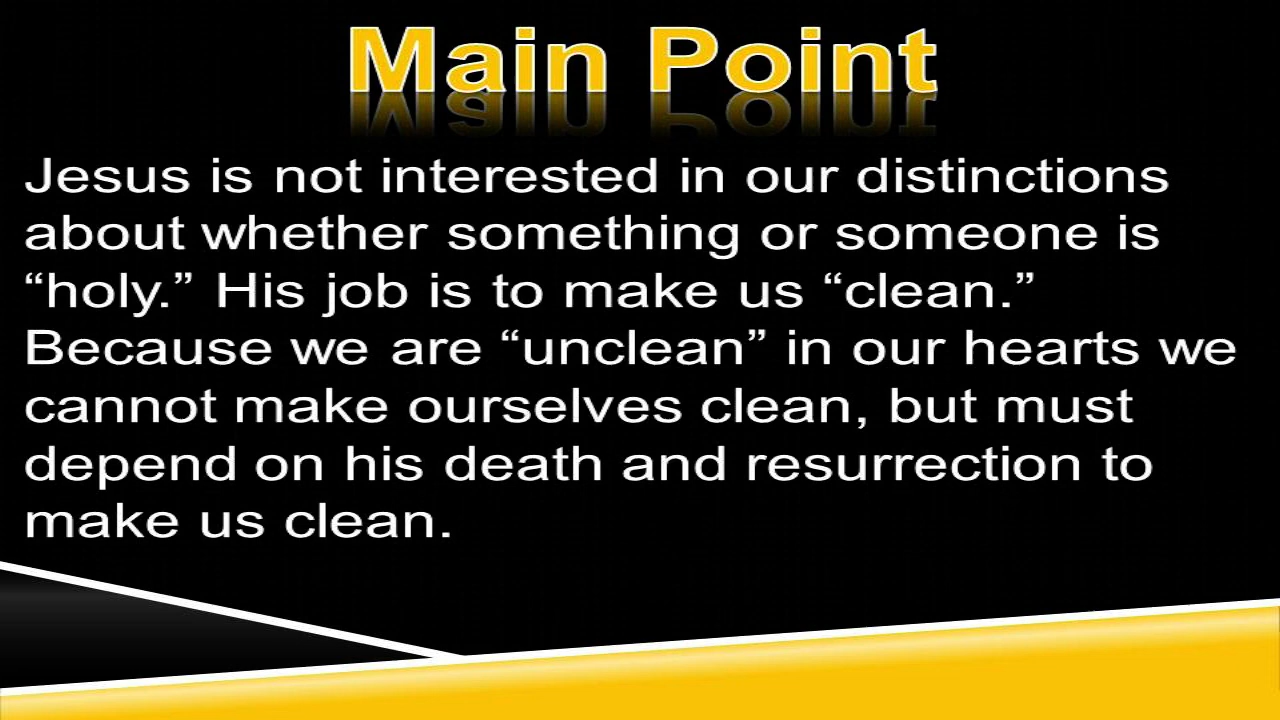 Main Point
Jesus is not interested in our distinctions
about whether something or someone is
“holy.” His job is to make us “clean.”
Because we are “unclean” in our hearts we
cannot make ourselves clean, but must
depend on his death and resurrection to
make us clean.